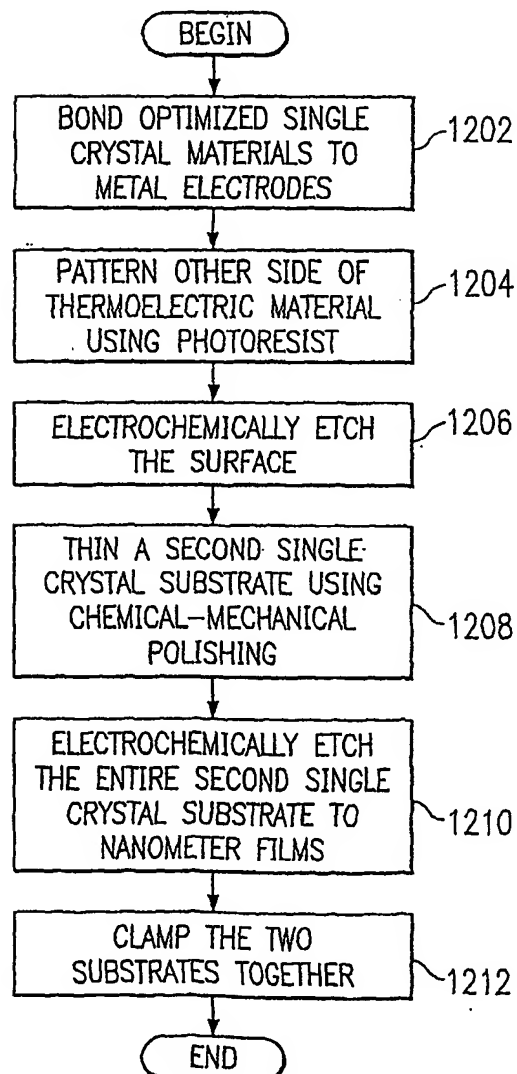 BEGIN
BOND OPTIMIZED SINGLE
CRYSTAL MATERIALS TO
METAL ELECTRODES
1202
PATTERN OTHER SIDE OF
THERMOELECTRIC MATERIAL
USING PHOTORESIST
1204
ELECTROCHEMICALLY ETCH
THE SURFACE
1206
THIN A SECOND SINGLE
CRYSTAL SUBSTRATE USING
CHEMICAL-MECHANICAL
POLISHING
1208
ELECTROCHEMICALLY ETCH
THE ENTIRE SECOND SINGLE
CRYSTAL SUBSTRATE TO
NANOMETER FILMS
1210
CLAMP THE TWO
SUBSTRATES TOGETHER
1212
END